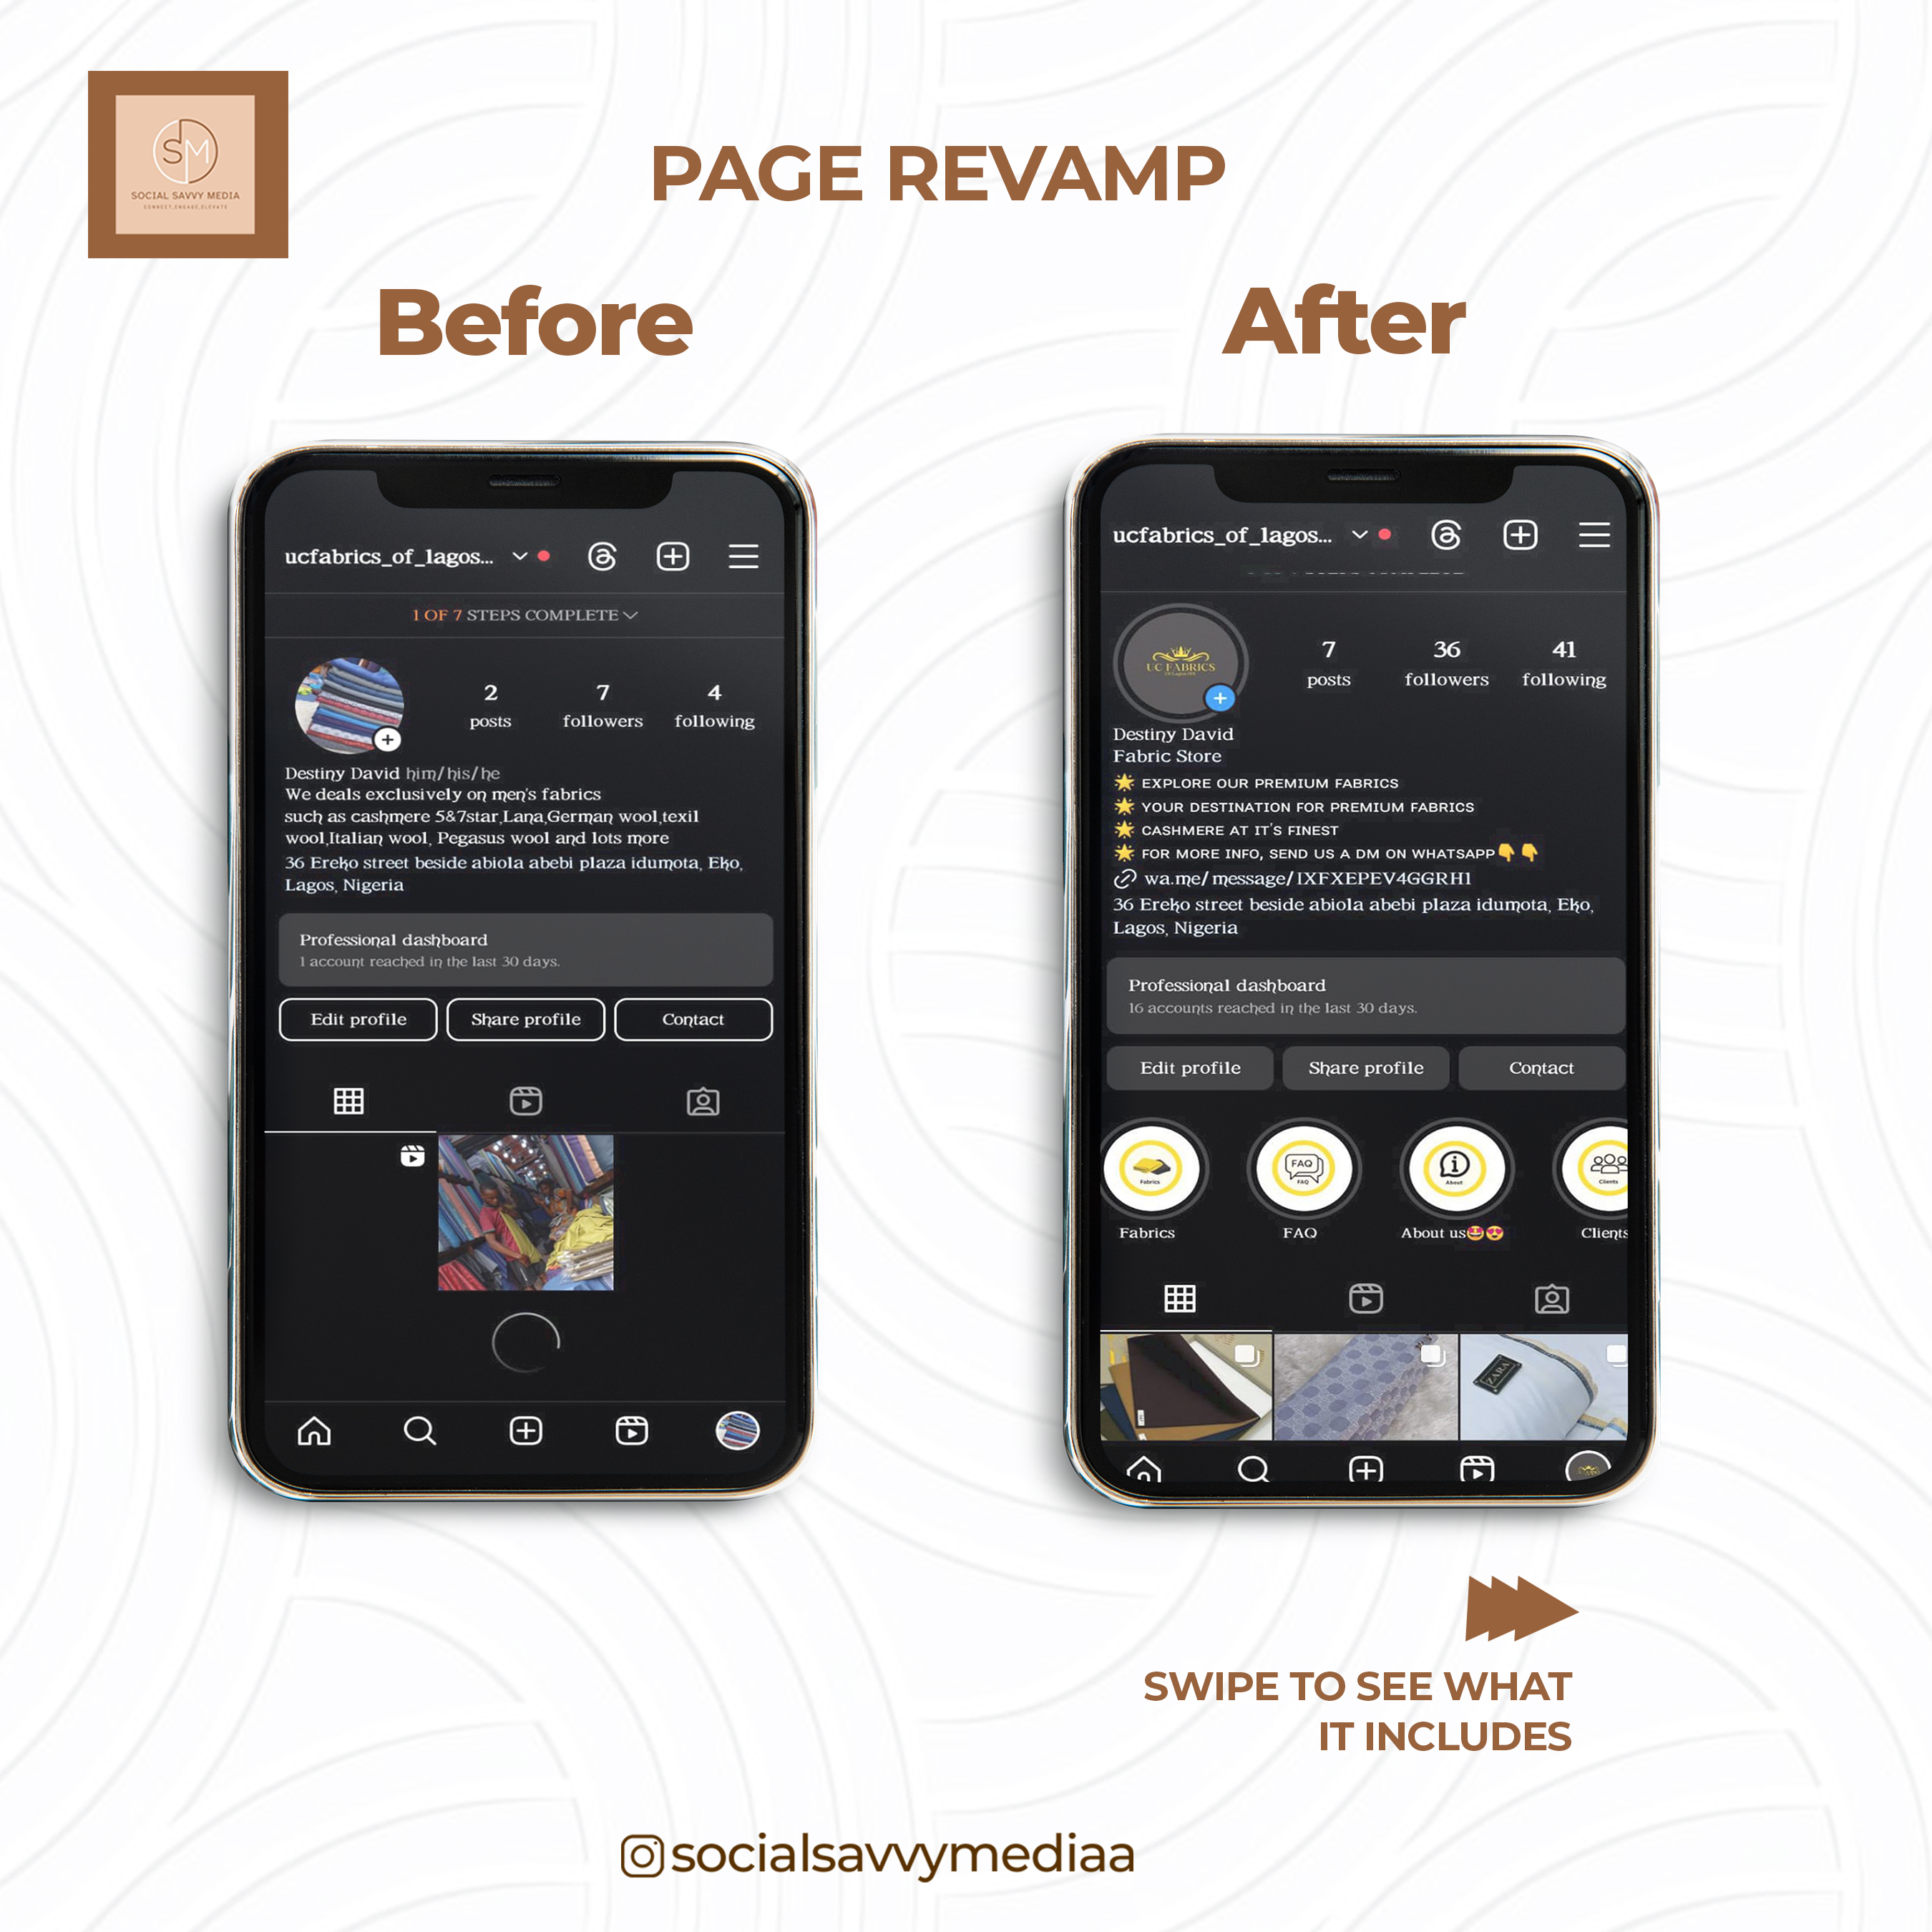 SM
SOCIAL SAVVY MEDIA
CONNECT.ENGAGE.ELEVATE
PAGE REVAMP
Before
After
ucfabrics_of_lagos...
1 OF 7 STEPS COMPLETE
2
7
4
posts
followers
following
Destiny David him/his/he
We deals exclusively on men's fabrics
such as cashmere 5&7star,Lana,German wool,texil
wool,Italian wool, Pegasus wool and lots more
36 Ereko street beside abiola abebi plaza idumota, Eko,
Lagos, Nigeria
Professional dashboard
1 account reached in the last 30 days.
Edit profile
Share profile
Contact
ucfabrics_of_lagos...
UC FABRICS
7
36
41
posts
followers
following
Destiny David
Fabric Store
🌟 EXPLORE OUR PREMIUM FABRICS
🌟 YOUR DESTINATION FOR PREMIUM FABRICS
🌟 CASHMERE AT IT'S FINEST
🌟 FOR MORE INFO, SEND US A DM ON WHATSAPP👇👇
wa.me/message/IXFXEPEV4GGRH1
36 Ereko street beside abiola abebi plaza idumota, Eko,
Lagos, Nigeria
Professional dashboard
16 accounts reached in the last 30 days.
Edit profile
Share profile
Contact
Fabrics
FAQ
FAQ
About
Clients
Fabrics
FAQ
About us🤩😍
Clients
ZARA
SWIPE TO SEE WHAT
IT INCLUDES
socialsavvymediaa